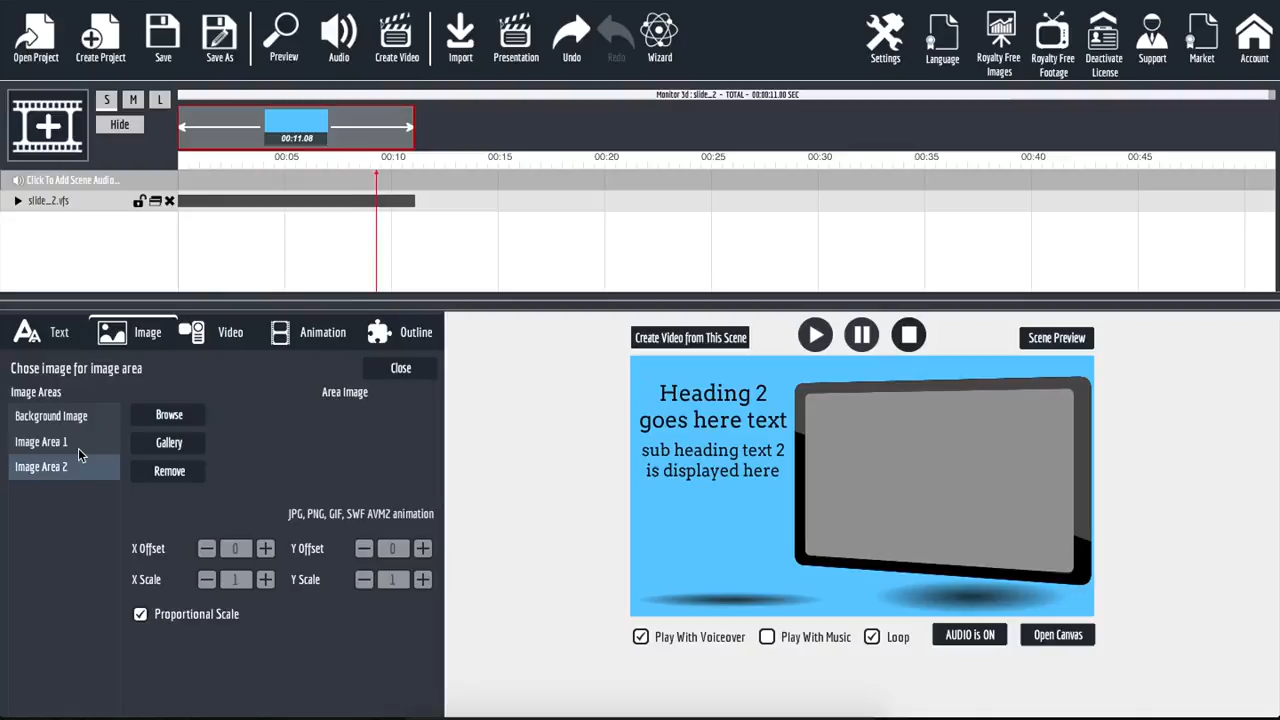 Open Project
Create Project
Save
Save As
Preview
Audio
Create Video
Import
Presentation
Undo
Redo
Wizard
Settings
Language
Royalty Free
Images
Royalty Free
Footage
Deactivate
License
Support
Market
Account
S M L
Hide
Monitor 3d : slide_2 - TOTAL - 00:00:11.00 SEC
00:11.08
00:05 00:10 00:15 00:20 00:25 00:30 00:35 00:40 00:45
Click To Add Scene Audio...
slide_2.vfs
Text Image Video Animation Outline
Chose image for image area
Close
Image Areas
Area Image
Background Image
Image Area 1
Image Area 2
Browse
Gallery
Remove
JPG, PNG, GIF, SWF AVM2 animation
X Offset 0 Y Offset 0
X Scale 1 Y Scale 1
Proportional Scale
Create Video from This Scene
Scene Preview
Heading 2
goes here text
sub heading text 2
is displayed here
Play With Voiceover Play With Music Loop AUDIO is ON Open Canvas